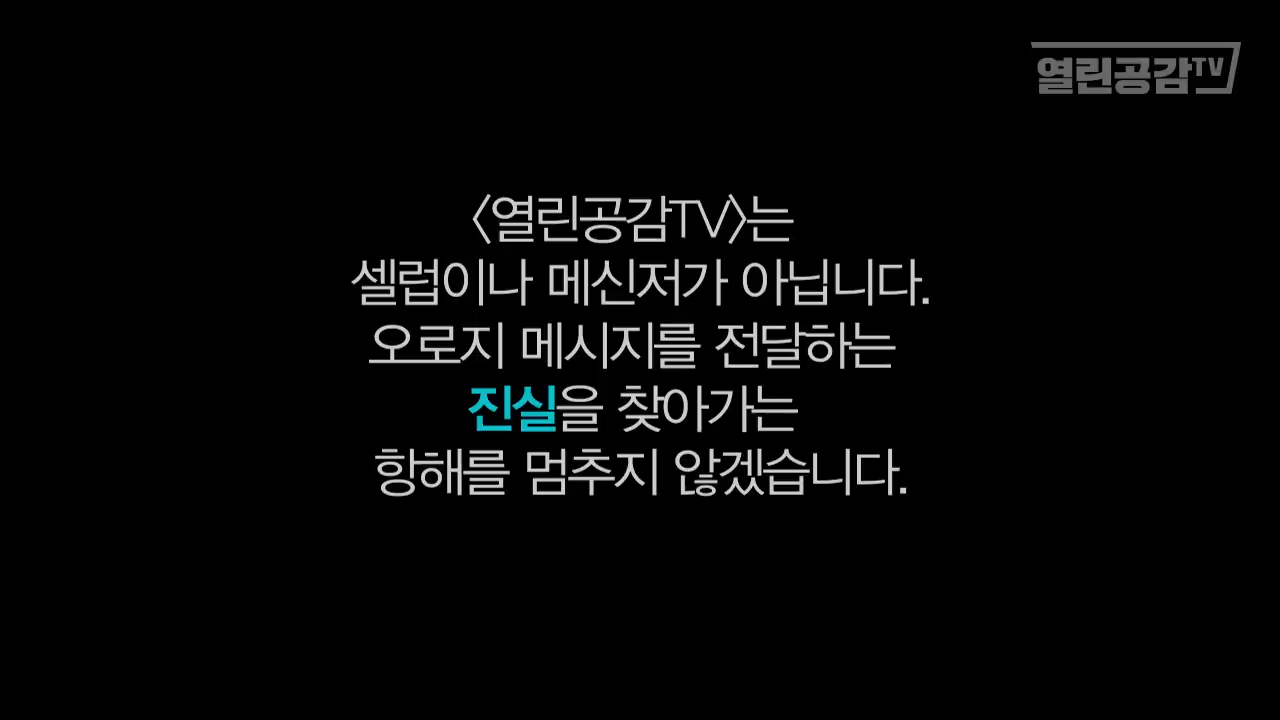 열린공감TV
<열린공감TV>는
셀럽이나 메신저가 아닙니다.
오로지 메시지를 전달하는
진실을 찾아가는
항해를 멈추지 않겠습니다.